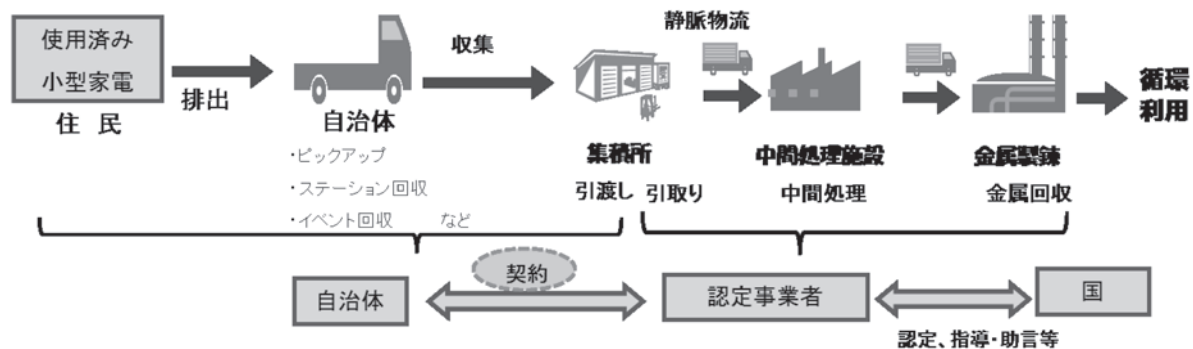 使用済み
小型家電
住 民
排出
自治体
・ピックアップ
・ステーション回収
・イベント回収 など
収集
集積所
引渡し 引取り
静脈物流
中間処理施設
中間処理
金属製錬
金属回収
循環
利用
自治体
契約
認定事業者
国
認定、指導・助言等